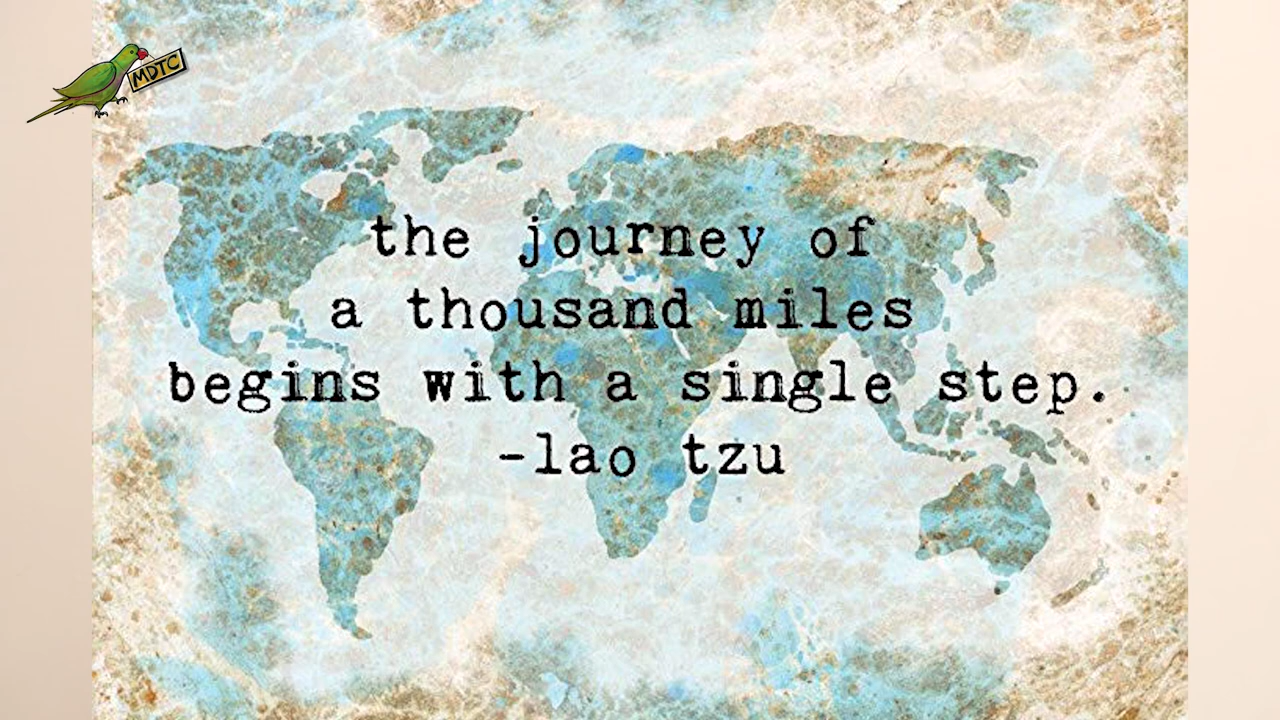 MDTC
the journey of
a thousand miles
begins with a single step.
-lao tzu